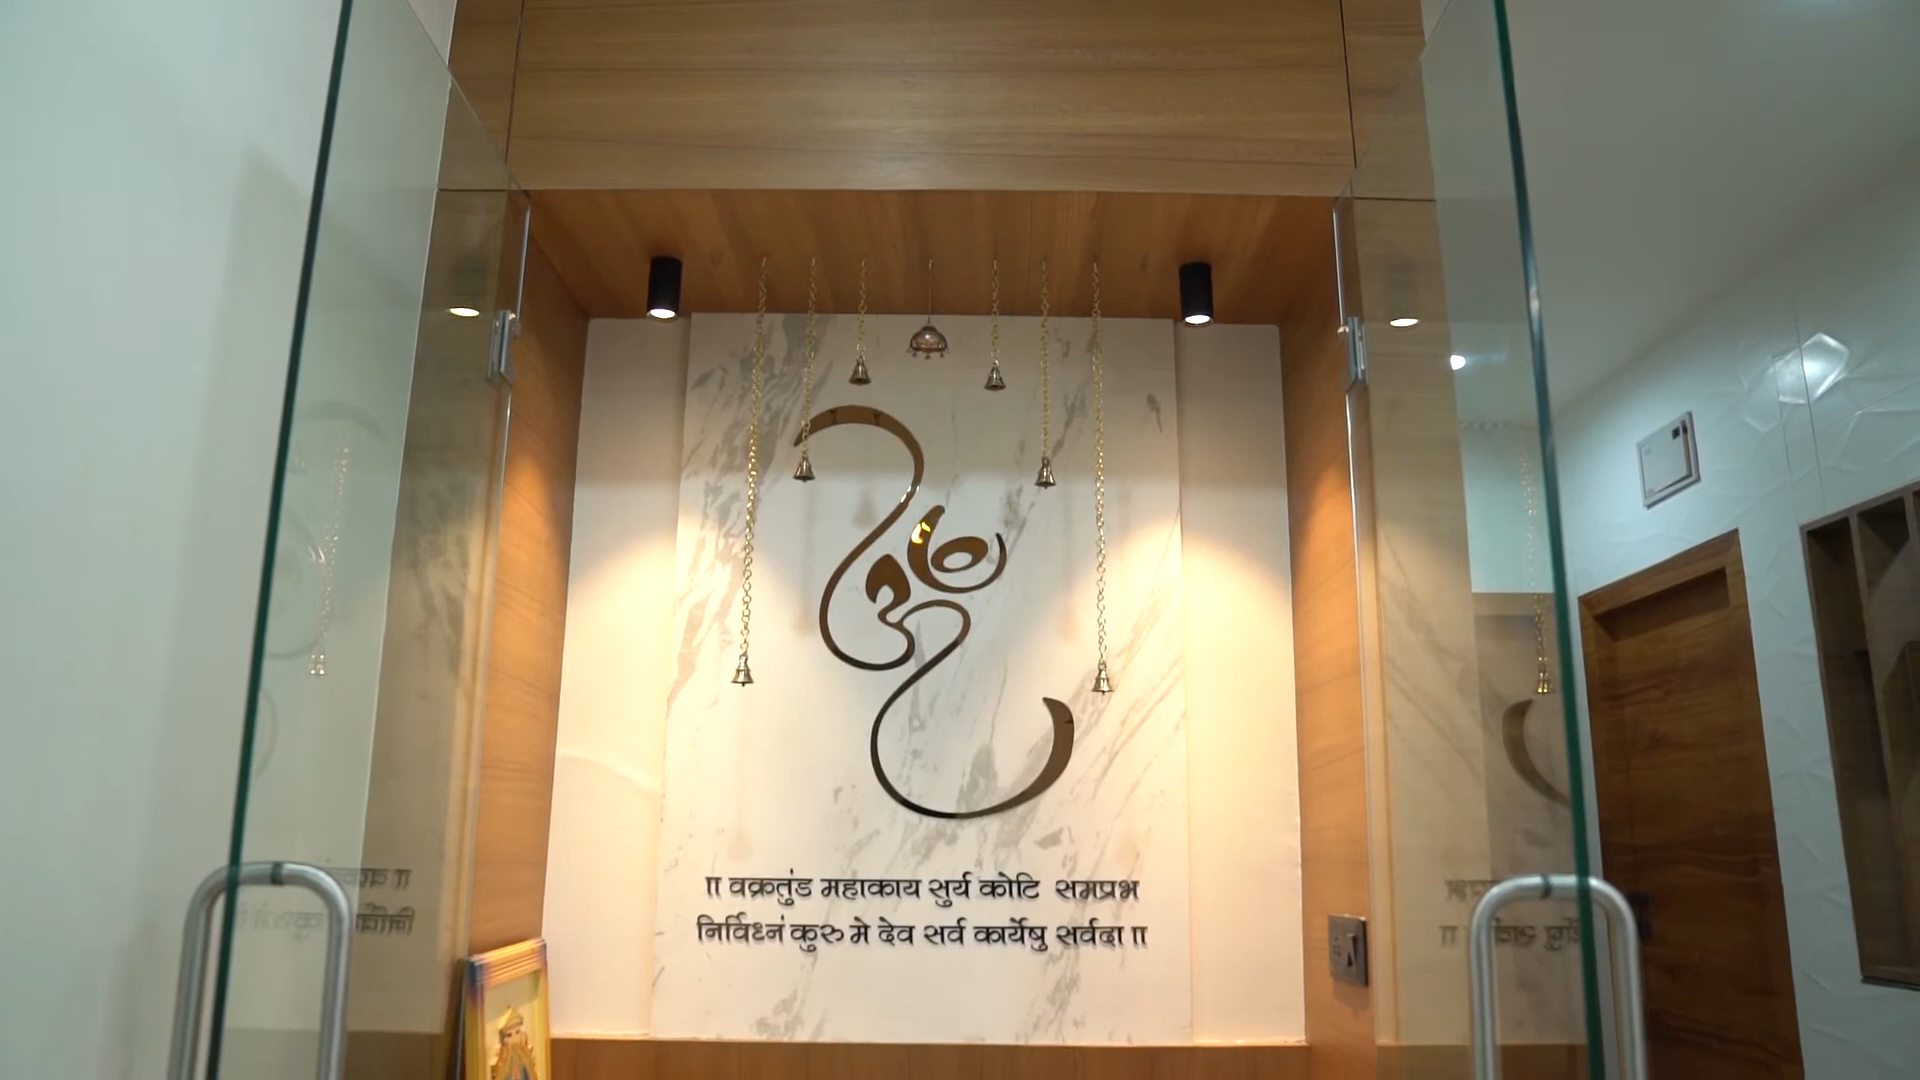 ॥ वक्रतुंड महाकाय सुर्य कोटि समप्रभ
निर्विध्नं कुरु मे देव सर्व कार्येषु सर्वदा ॥